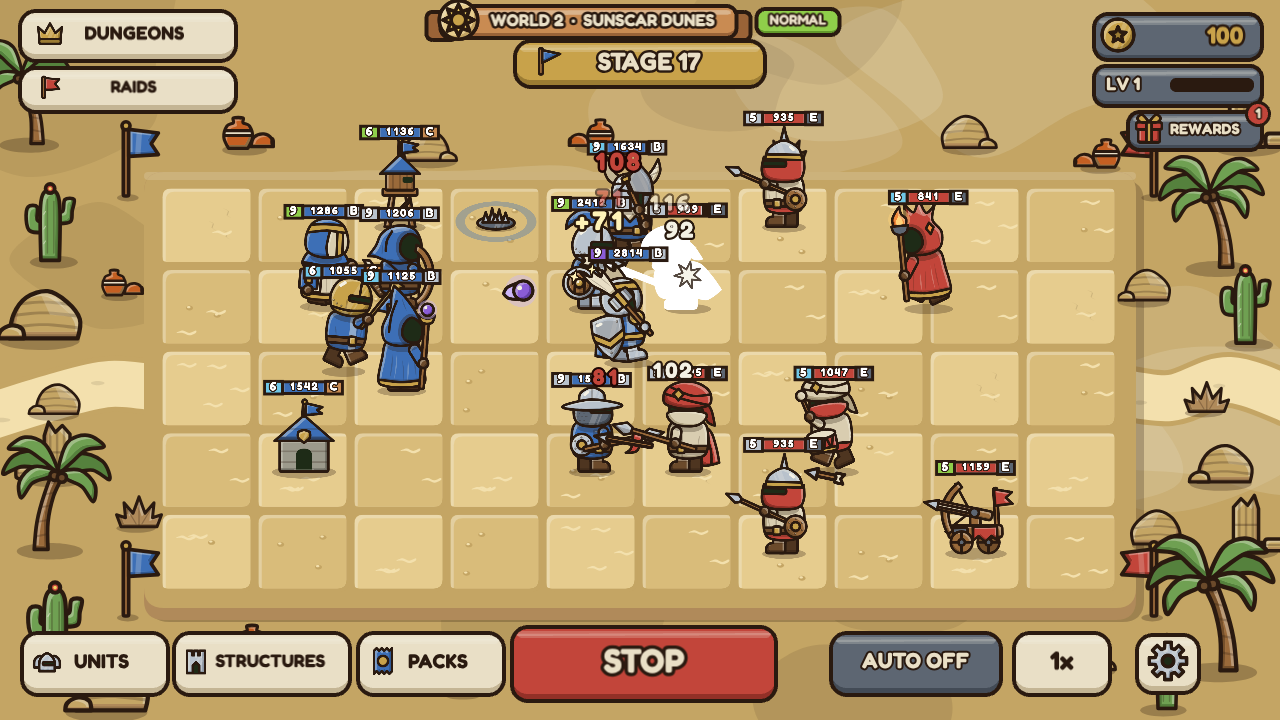 DUNGEONS
RAIDS
WORLD 2 • SUNSCAR DUNES
NORMAL
STAGE 17
100
LV 1
REWARDS
1
5 935 E
6 1136 C
9 1634 B
108
5 841 E
9 1286 B
9 1206 B
9 2412 B
E
+71
92
9 2814 B
6 1055
9 1125 B
6 1542 C
9
81
102
E
5 1047 E
5 935 E
5 1159 E
UNITS
STRUCTURES
PACKS
STOP
AUTO OFF
1x